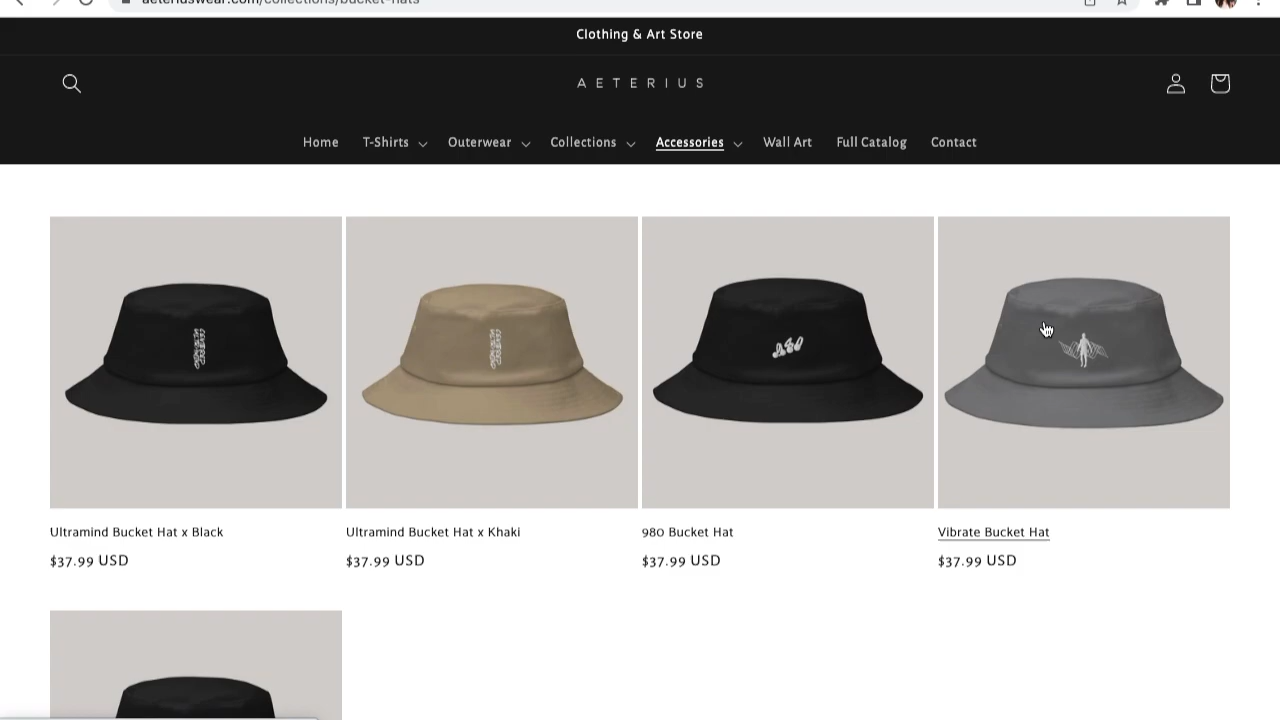 aeteriuswear.com/collections/bucket-hats
Clothing & Art Store
AETERIUS
Home T-Shirts Outerwear Collections Accessories Wall Art Full Catalog Contact
980
Ultramind Bucket Hat x Black
Ultramind Bucket Hat x Khaki
980 Bucket Hat
Vibrate Bucket Hat
$37.99 USD
$37.99 USD
$37.99 USD
$37.99 USD